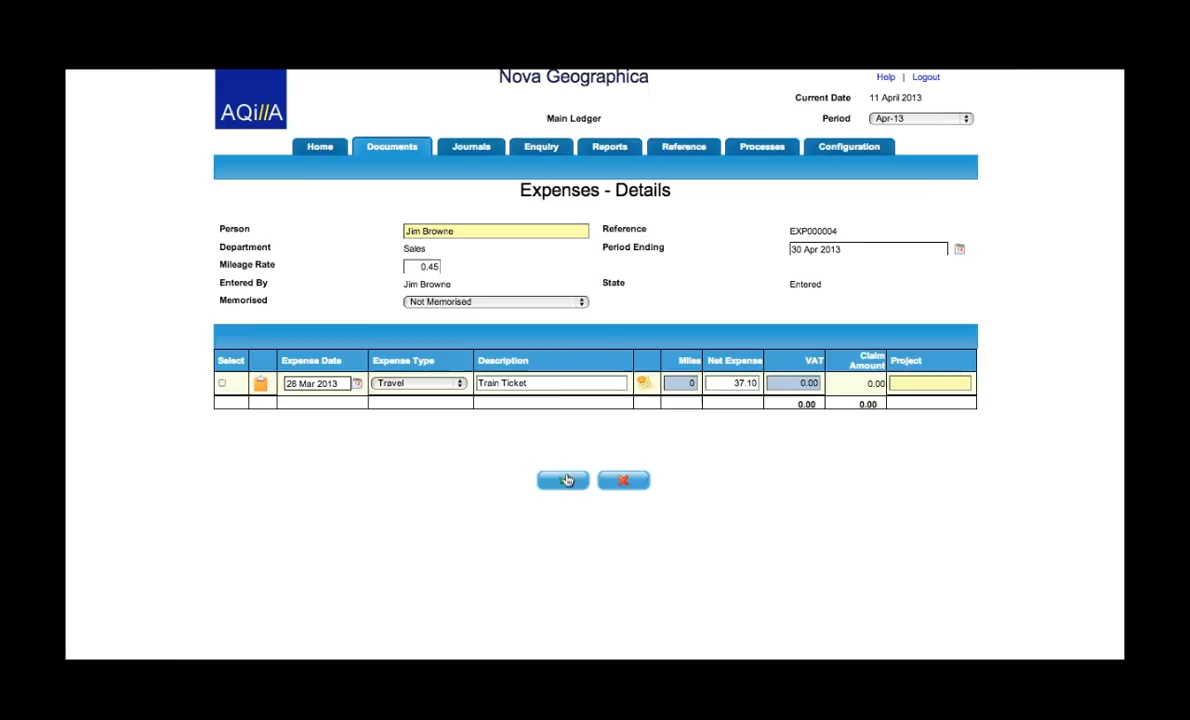 Nova Geographica
Help | Logout
AQillA
Current Date 11 April 2013
Main Ledger
Period Apr-13
Home Documents Journals Enquiry Reports Reference Processes Configuration
Expenses - Details
Person Jim Browne Reference EXP000004
Department Sales Period Ending 30 Apr 2013
Mileage Rate 0.45
Entered By Jim Browne State Entered
Memorised Not Memorised
Select Expense Date Expense Type Description Miles Net Expense VAT Claim Amount Project
26 Mar 2013 Travel Train Ticket 0 37.10 0.00 0.00
0.00 0.00